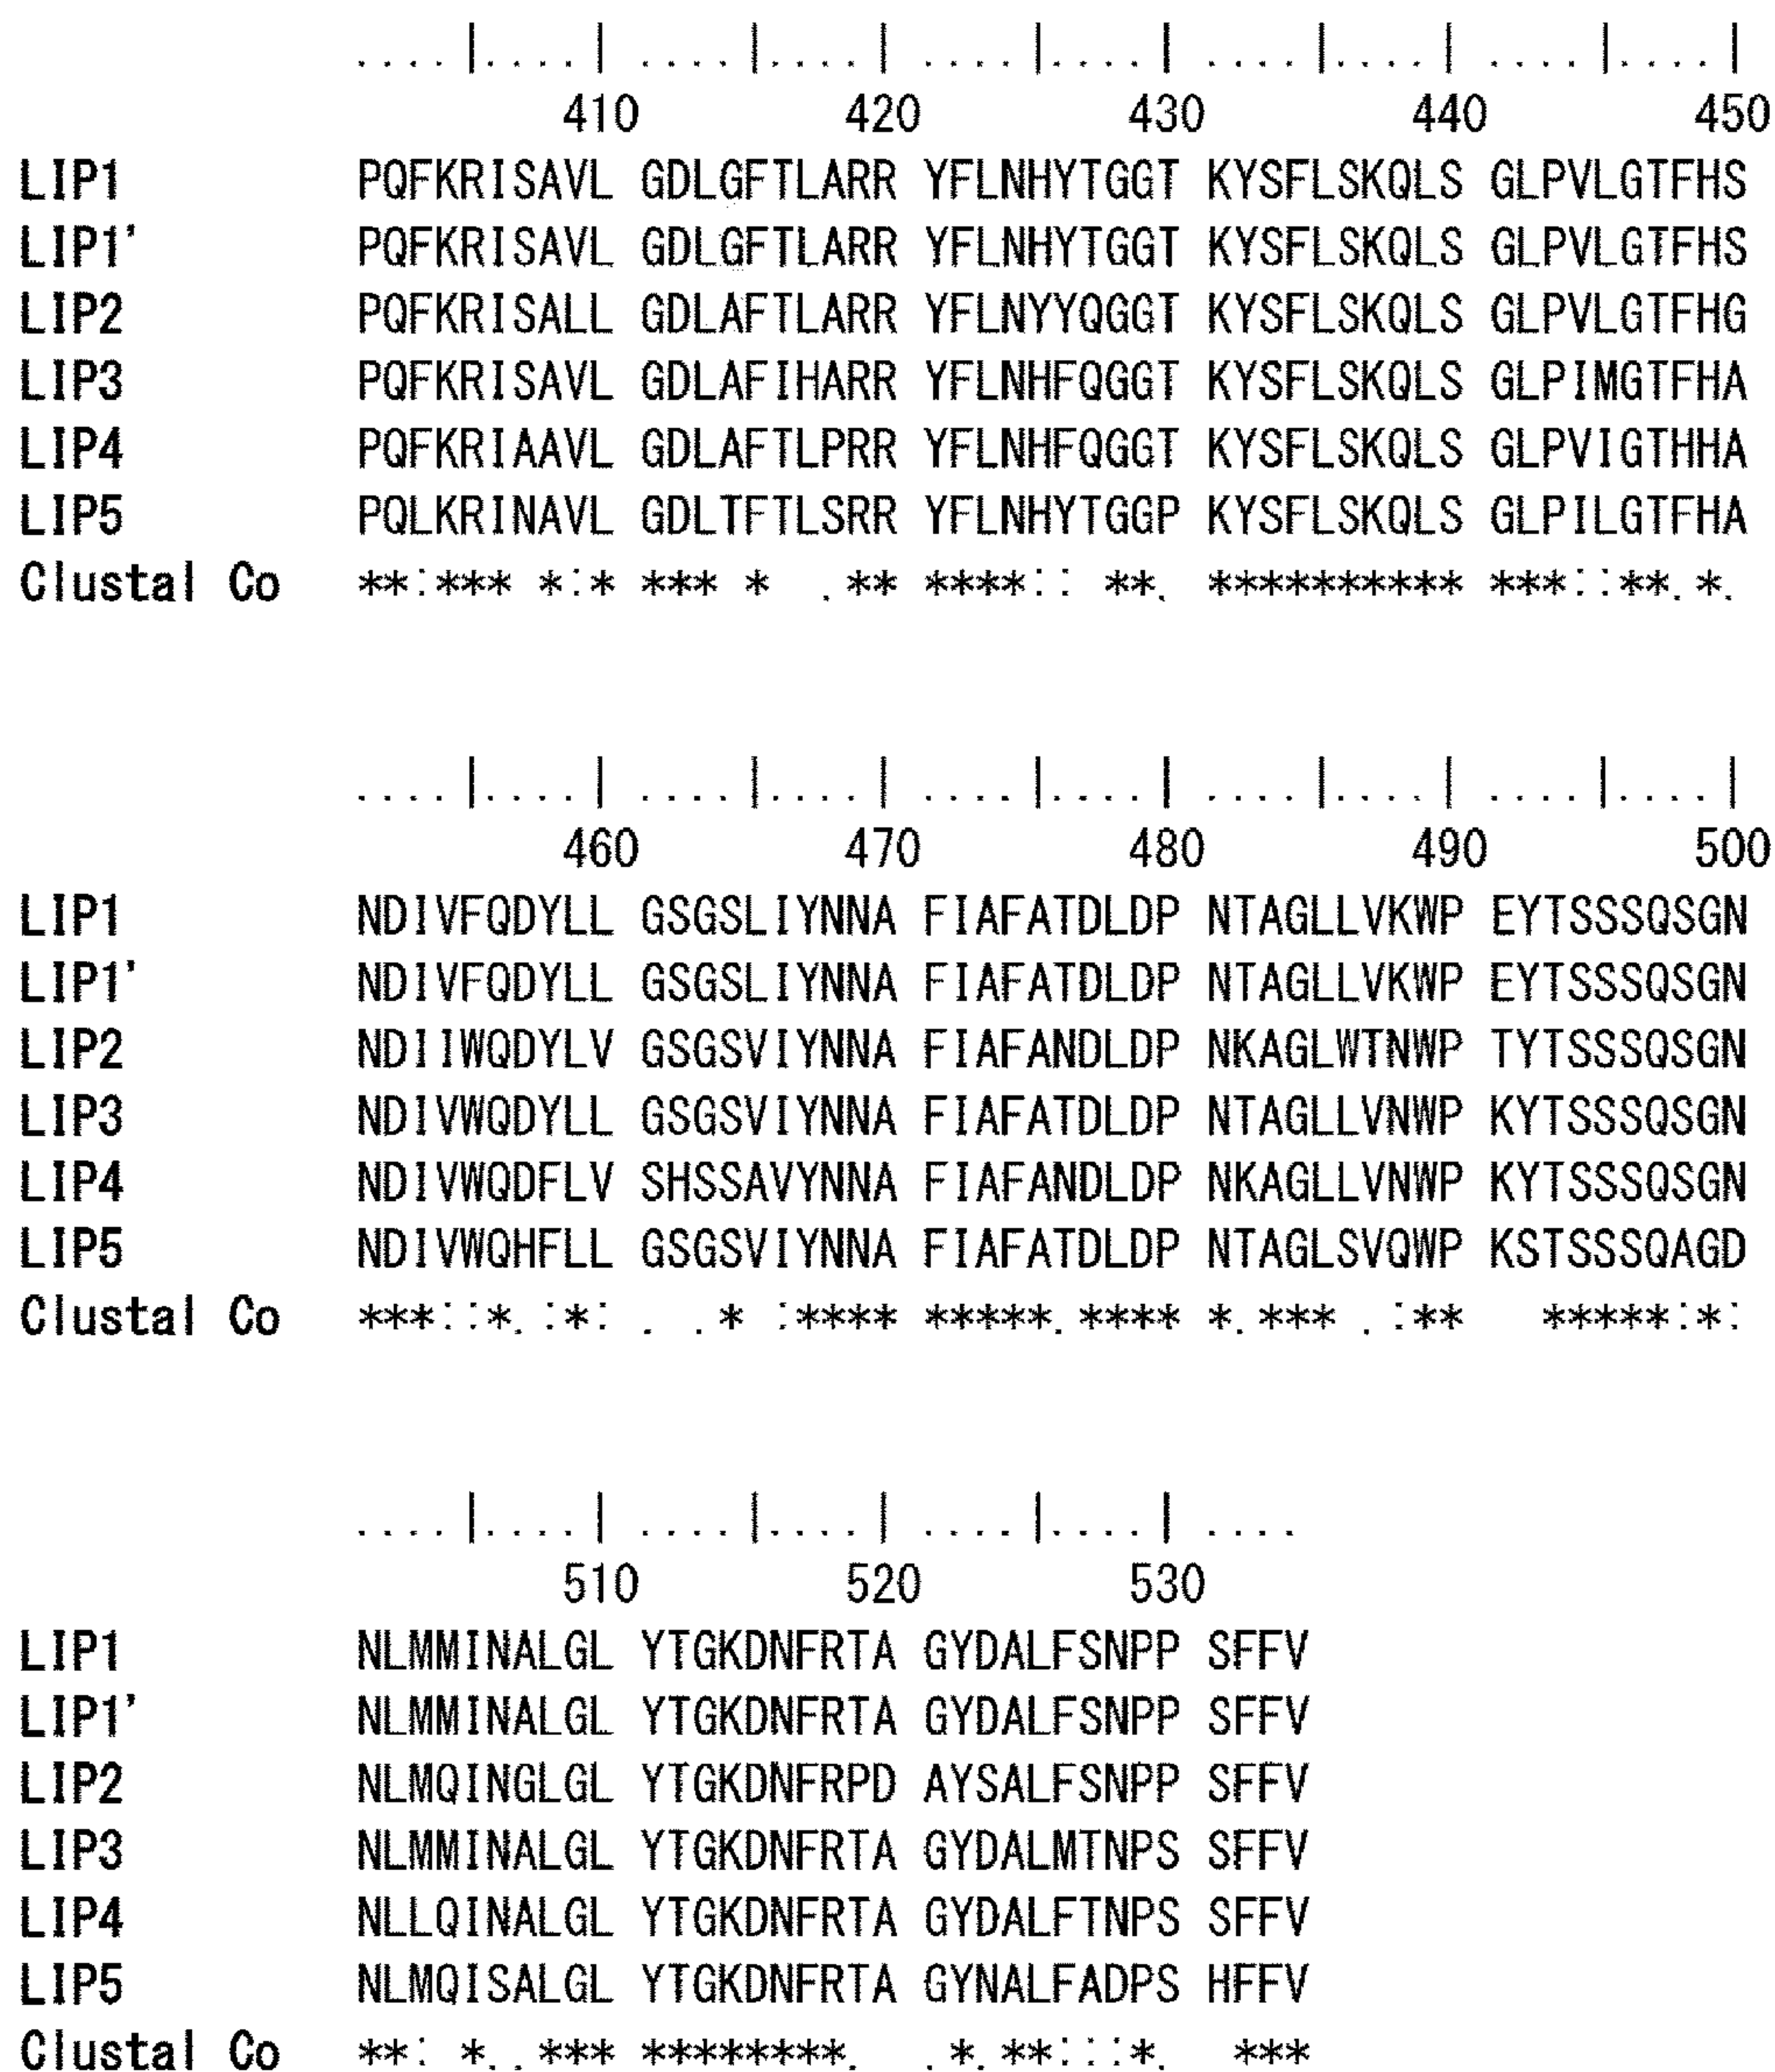 ....|....| ....|....| ....|....| ....|....| ....|....|
410 420 430 440 450
LIP1 PQFKRISAVL GDLGFTLARR YFLNHYTGGT KYSFLSKQLS GLPVLGTFHS
LIP1' PQFKRISAVL GDLGFTLARR YFLNHYTGGT KYSFLSKQLS GLPVLGTFHS
LIP2 PQFKRISALL GDLAFTLARR YFLNYYQGGT KYSFLSKQLS GLPVLGTFHG
LIP3 PQFKRISAVL GDLAFIHARR YFLNHFQGGT KYSFLSKQLS GLPIMGTFHA
LIP4 PQFKRIAAVL GDLAFTLPRR YFLNHFQGGT KYSFLSKQLS GLPVIGTHHA
LIP5 PQLKRINAVL GDLTFTLSRR YFLNHYTGGP KYSFLSKQLS GLPILGTFHA
Clustal Co **:*** *:* *** *  .** ****:: **. ********** ***::**.*.
....|....| ....|....| ....|....| ....|....| ....|....|
460 470 480 490 500
LIP1 NDIVFQDYLL GSGSLIYNNA FIAFATDLDP NTAGLLVKWP EYTSSSQSGN
LIP1' NDIVFQDYLL GSGSLIYNNA FIAFATDLDP NTAGLLVKWP EYTSSSQSGN
LIP2 NDIIWQDYLV GSGSVIYNNA FIAFANDLDP NKAGLWTNWP TYTSSSQSGN
LIP3 NDIVWQDYLL GSGSVIYNNA FIAFATDLDP NTAGLLVNWP KYTSSSQSGN
LIP4 NDIVWQDFLV SHSSAVYNNA FIAFANDLDP NKAGLLVNWP KYTSSSQSGN
LIP5 NDIVWQHFLL GSGSVIYNNA FIAFATDLDP NTAGLSVQWP KSTSSSQAGD
Clustal Co ***::*.:*: . .* :**** *****.**** *.*** .:**   *****:*:
....|....| ....|....| ....|....| ....
510 520 530
LIP1 NLMMINALGL YTGKDNFRTA GYDALFSNPP SFFV
LIP1' NLMMINALGL YTGKDNFRTA GYDALFSNPP SFFV
LIP2 NLMQINGLGL YTGKDNFRPD AYSALFSNPP SFFV
LIP3 NLMMINALGL YTGKDNFRTA GYDALMTNPS SFFV
LIP4 NLLQINALGL YTGKDNFRTA GYDALFTNPS SFFV
LIP5 NLMQISALGL YTGKDNFRTA GYNALFADPS HFFV
Clustal Co **: *..*** ********.  .*.**:::*.  ***